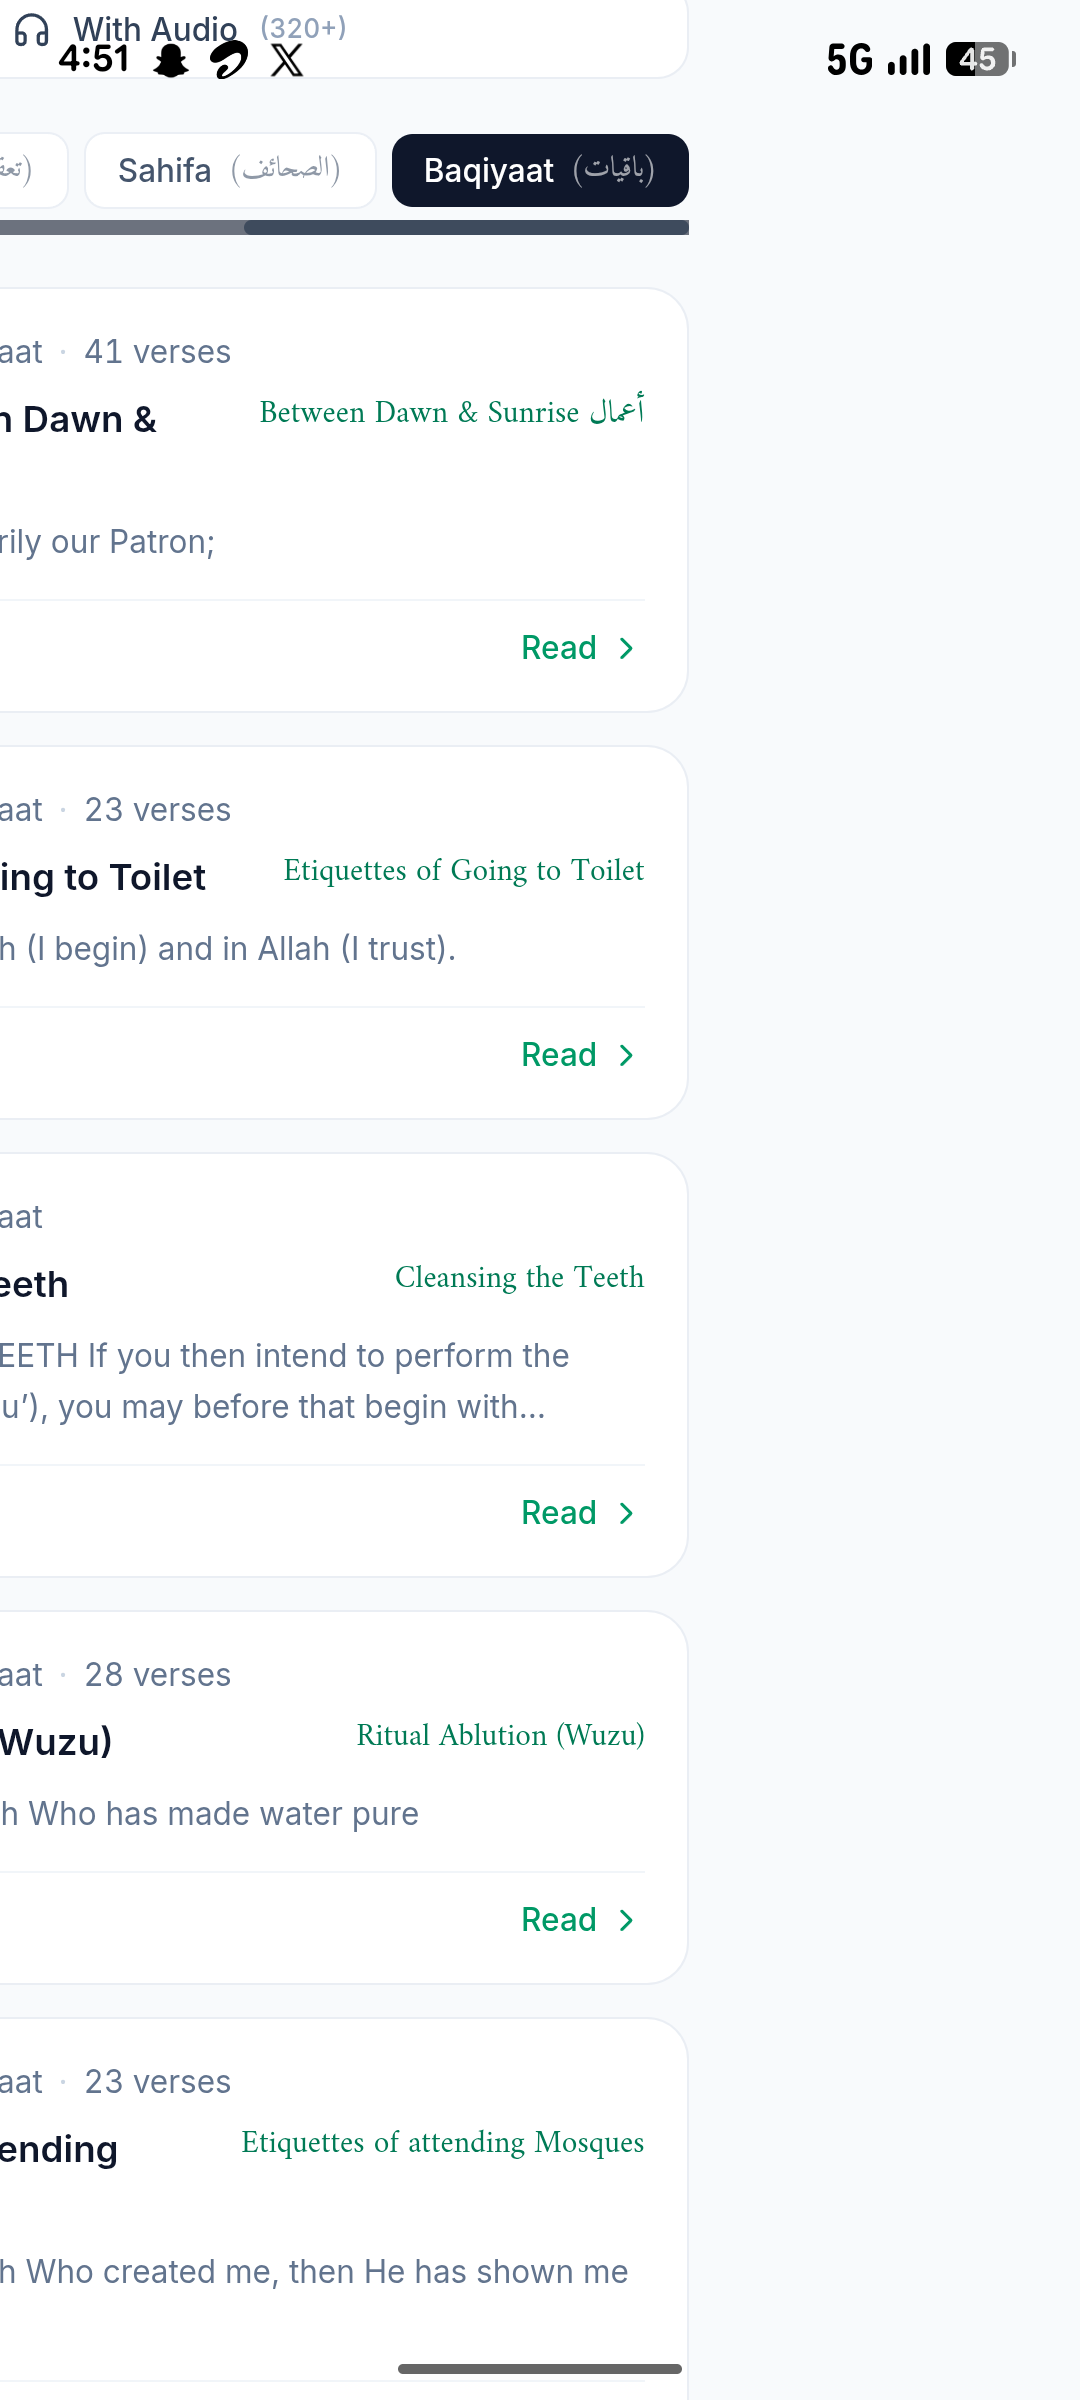 With Audio (320+)
4:51 5G 45
(تعق Sahifa (الصحائف) Baqiyaat (باقيات)
aat · 41 verses
n Dawn & Between Dawn & Sunrise أعمال
rily our Patron;
Read
aat · 23 verses
ing to Toilet Etiquettes of Going to Toilet
h (I begin) and in Allah (I trust).
Read
aat
eeth Cleansing the Teeth
EETH If you then intend to perform the
u’), you may before that begin with...
Read
aat · 28 verses
Wuzu) Ritual Ablution (Wuzu)
h Who has made water pure
Read
aat · 23 verses
ending Etiquettes of attending Mosques
h Who created me, then He has shown me